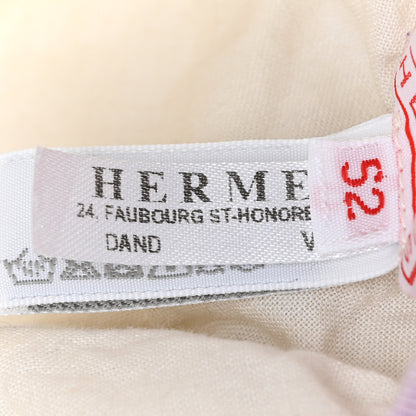 HERME
24, FAUBOURG ST-HONORE
DAND V
52